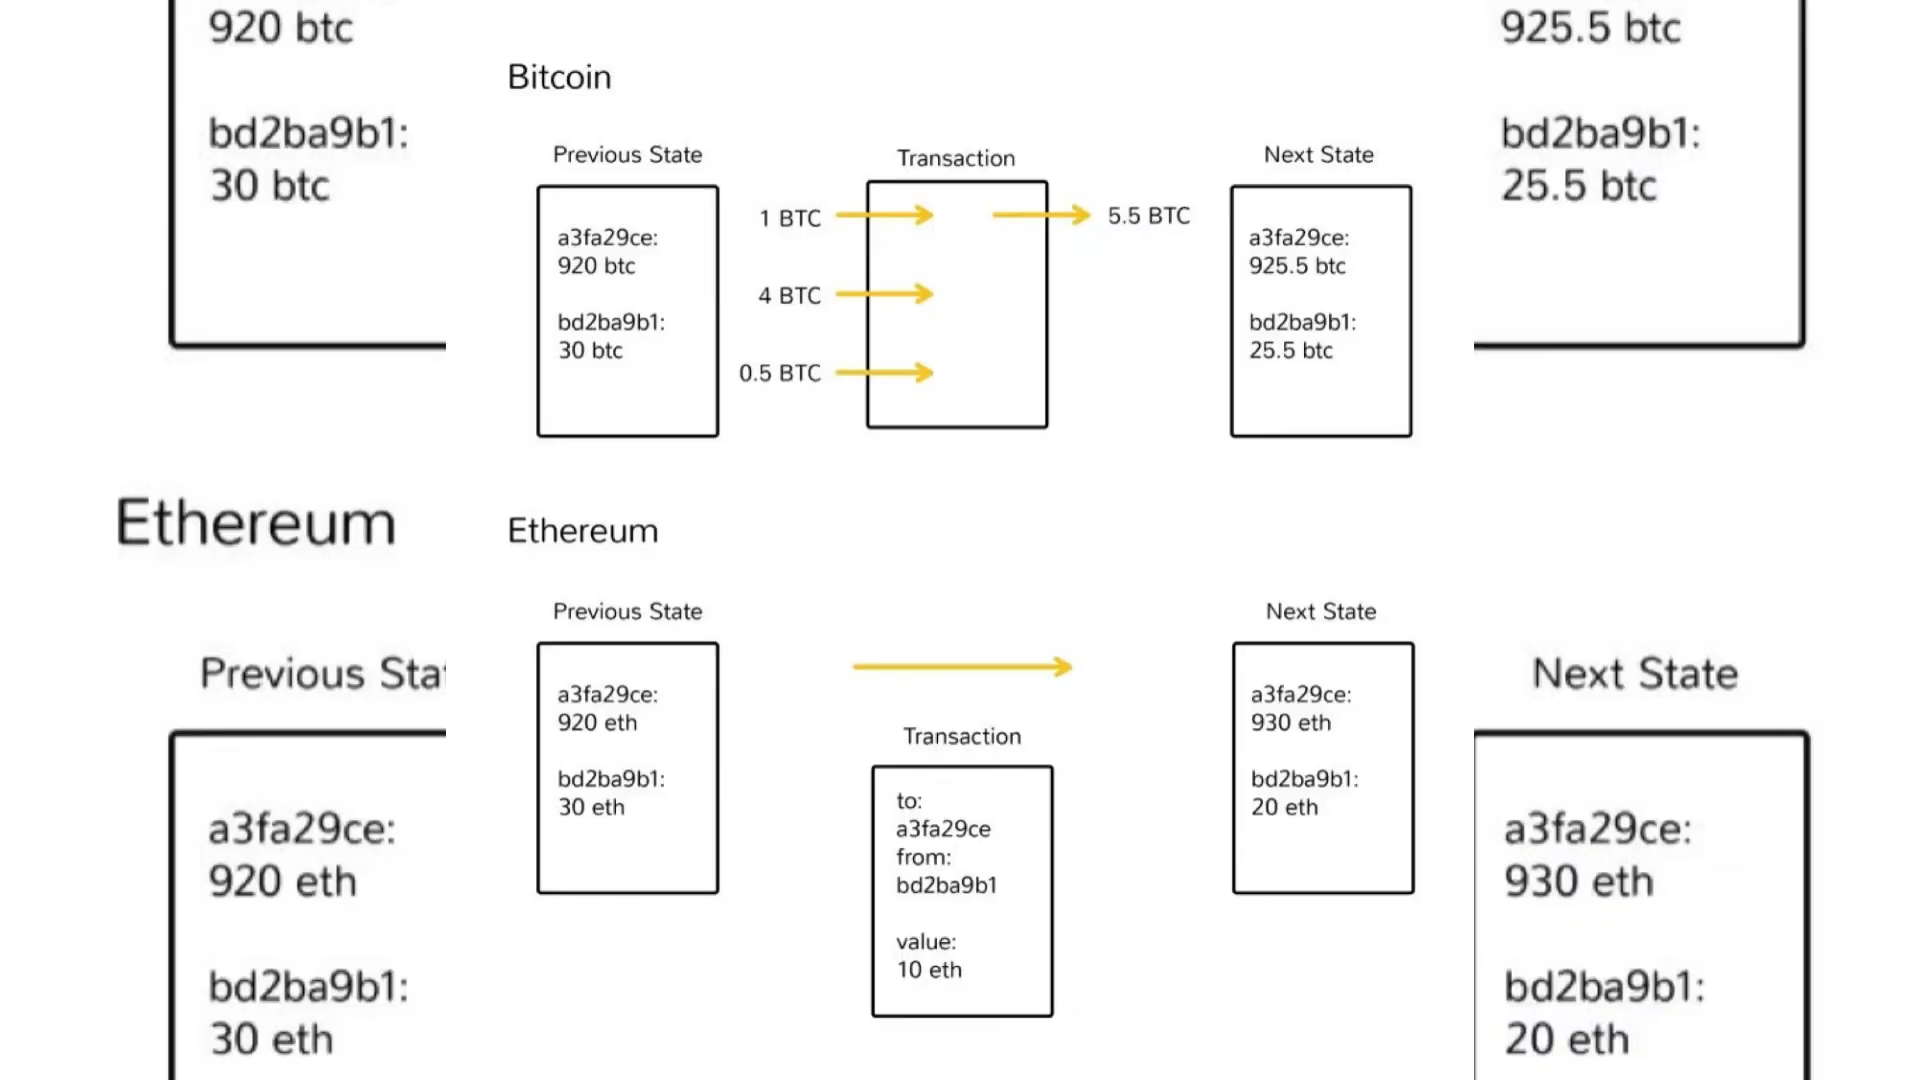 920 btc
bd2ba9b1:
30 btc
Ethereum
Previous Sta
a3fa29ce:
920 eth
bd2ba9b1:
30 eth
Bitcoin
Previous State
a3fa29ce:
920 btc
bd2ba9b1:
30 btc
1 BTC
4 BTC
0.5 BTC
Transaction
5.5 BTC
Next State
a3fa29ce:
925.5 btc
bd2ba9b1:
25.5 btc
Ethereum
Previous State
a3fa29ce:
920 eth
bd2ba9b1:
30 eth
Transaction
to:
a3fa29ce
from:
bd2ba9b1
value:
10 eth
Next State
a3fa29ce:
930 eth
bd2ba9b1:
20 eth
925.5 btc
bd2ba9b1:
25.5 btc
Next State
a3fa29ce:
930 eth
bd2ba9b1:
20 eth